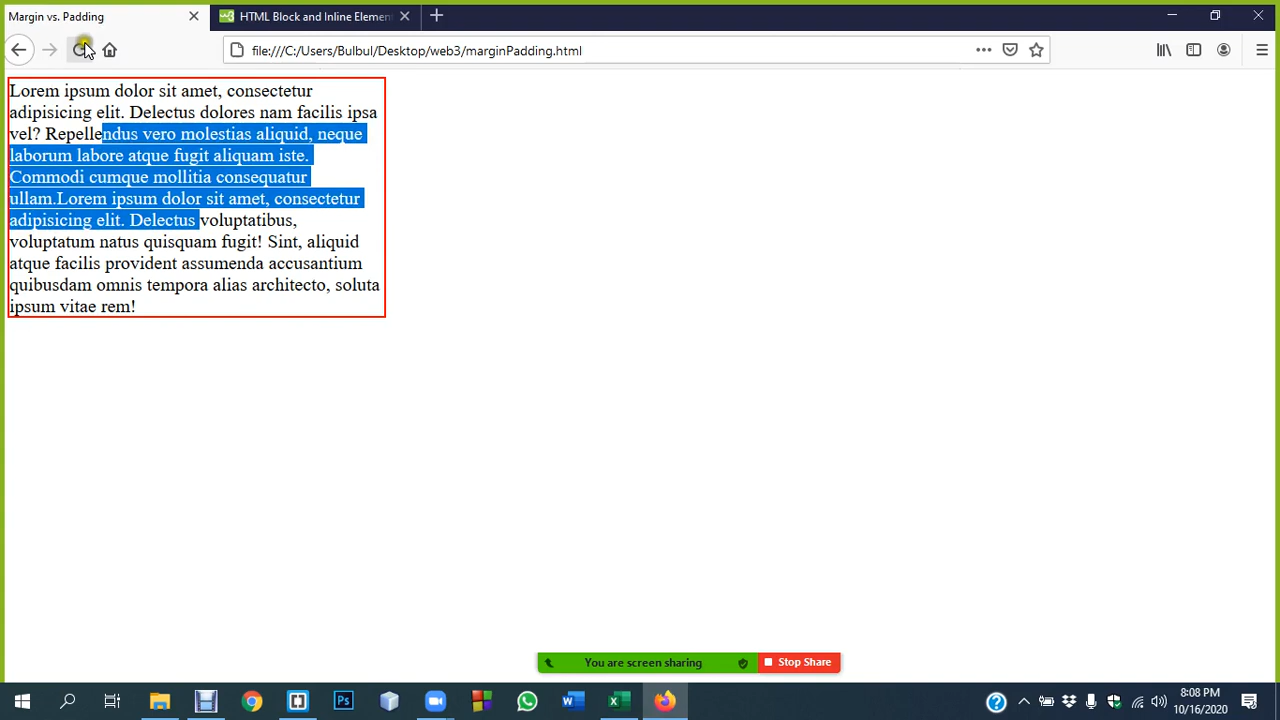 Margin vs. Padding
HTML Block and Inline Elemen
file:///C:/Users/Bulbul/Desktop/web3/marginPadding.html
Lorem ipsum dolor sit amet, consectetur
adipisicing elit. Delectus dolores nam facilis ipsa
vel? Repellendus vero molestias aliquid, neque
laborum labore atque fugit aliquam iste.
Commodi cumque mollitia consequatur
ullam.Lorem ipsum dolor sit amet, consectetur
adipisicing elit. Delectus voluptatibus,
voluptatum natus quisquam fugit! Sint, aliquid
atque facilis provident assumenda accusantium
quibusdam omnis tempora alias architecto, soluta
ipsum vitae rem!
You are screen sharing
Stop Share
8:08 PM
10/16/2020